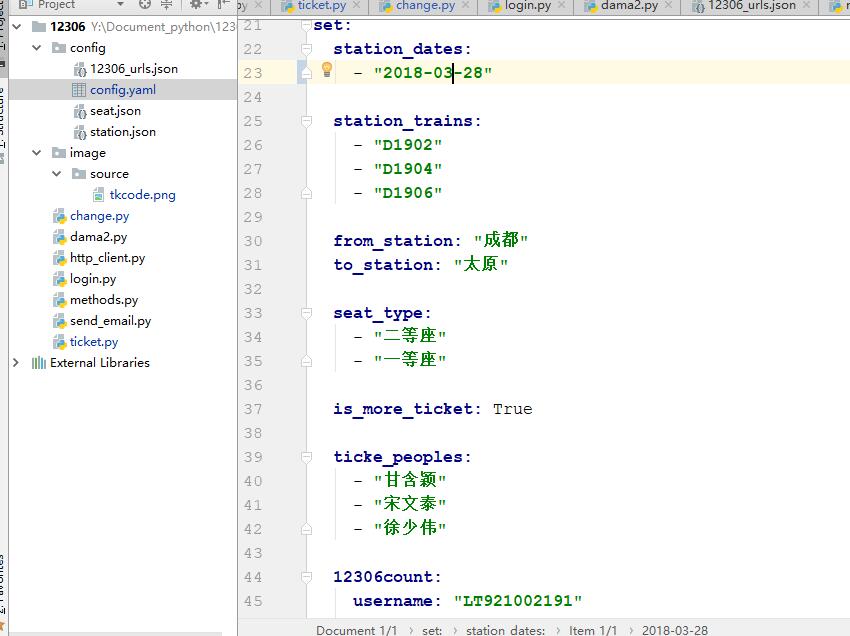 Project
ticket.py
change.py
login.py
dama2.py
12306_urls.json
12306 Y:\Document_python\1230
config
12306_urls.json
config.yaml
seat.json
station.json
image
source
tkcode.png
change.py
dama2.py
http_client.py
login.py
methods.py
send_email.py
ticket.py
External Libraries
21 set:
22 station_dates:
23 - "2018-03-28"
24
25 station_trains:
26 - "D1902"
27 - "D1904"
28 - "D1906"
29
30 from_station: "成都"
31 to_station: "太原"
32
33 seat_type:
34 - "二等座"
35 - "一等座"
36
37 is_more_ticket: True
38
39 ticke_peoples:
40 - "甘含颖"
41 - "宋文泰"
42 - "徐少伟"
43
44 12306count:
45 username: "LT921002191"
Document 1/1 › set: › station_dates: › Item 1/1 › 2018-03-28